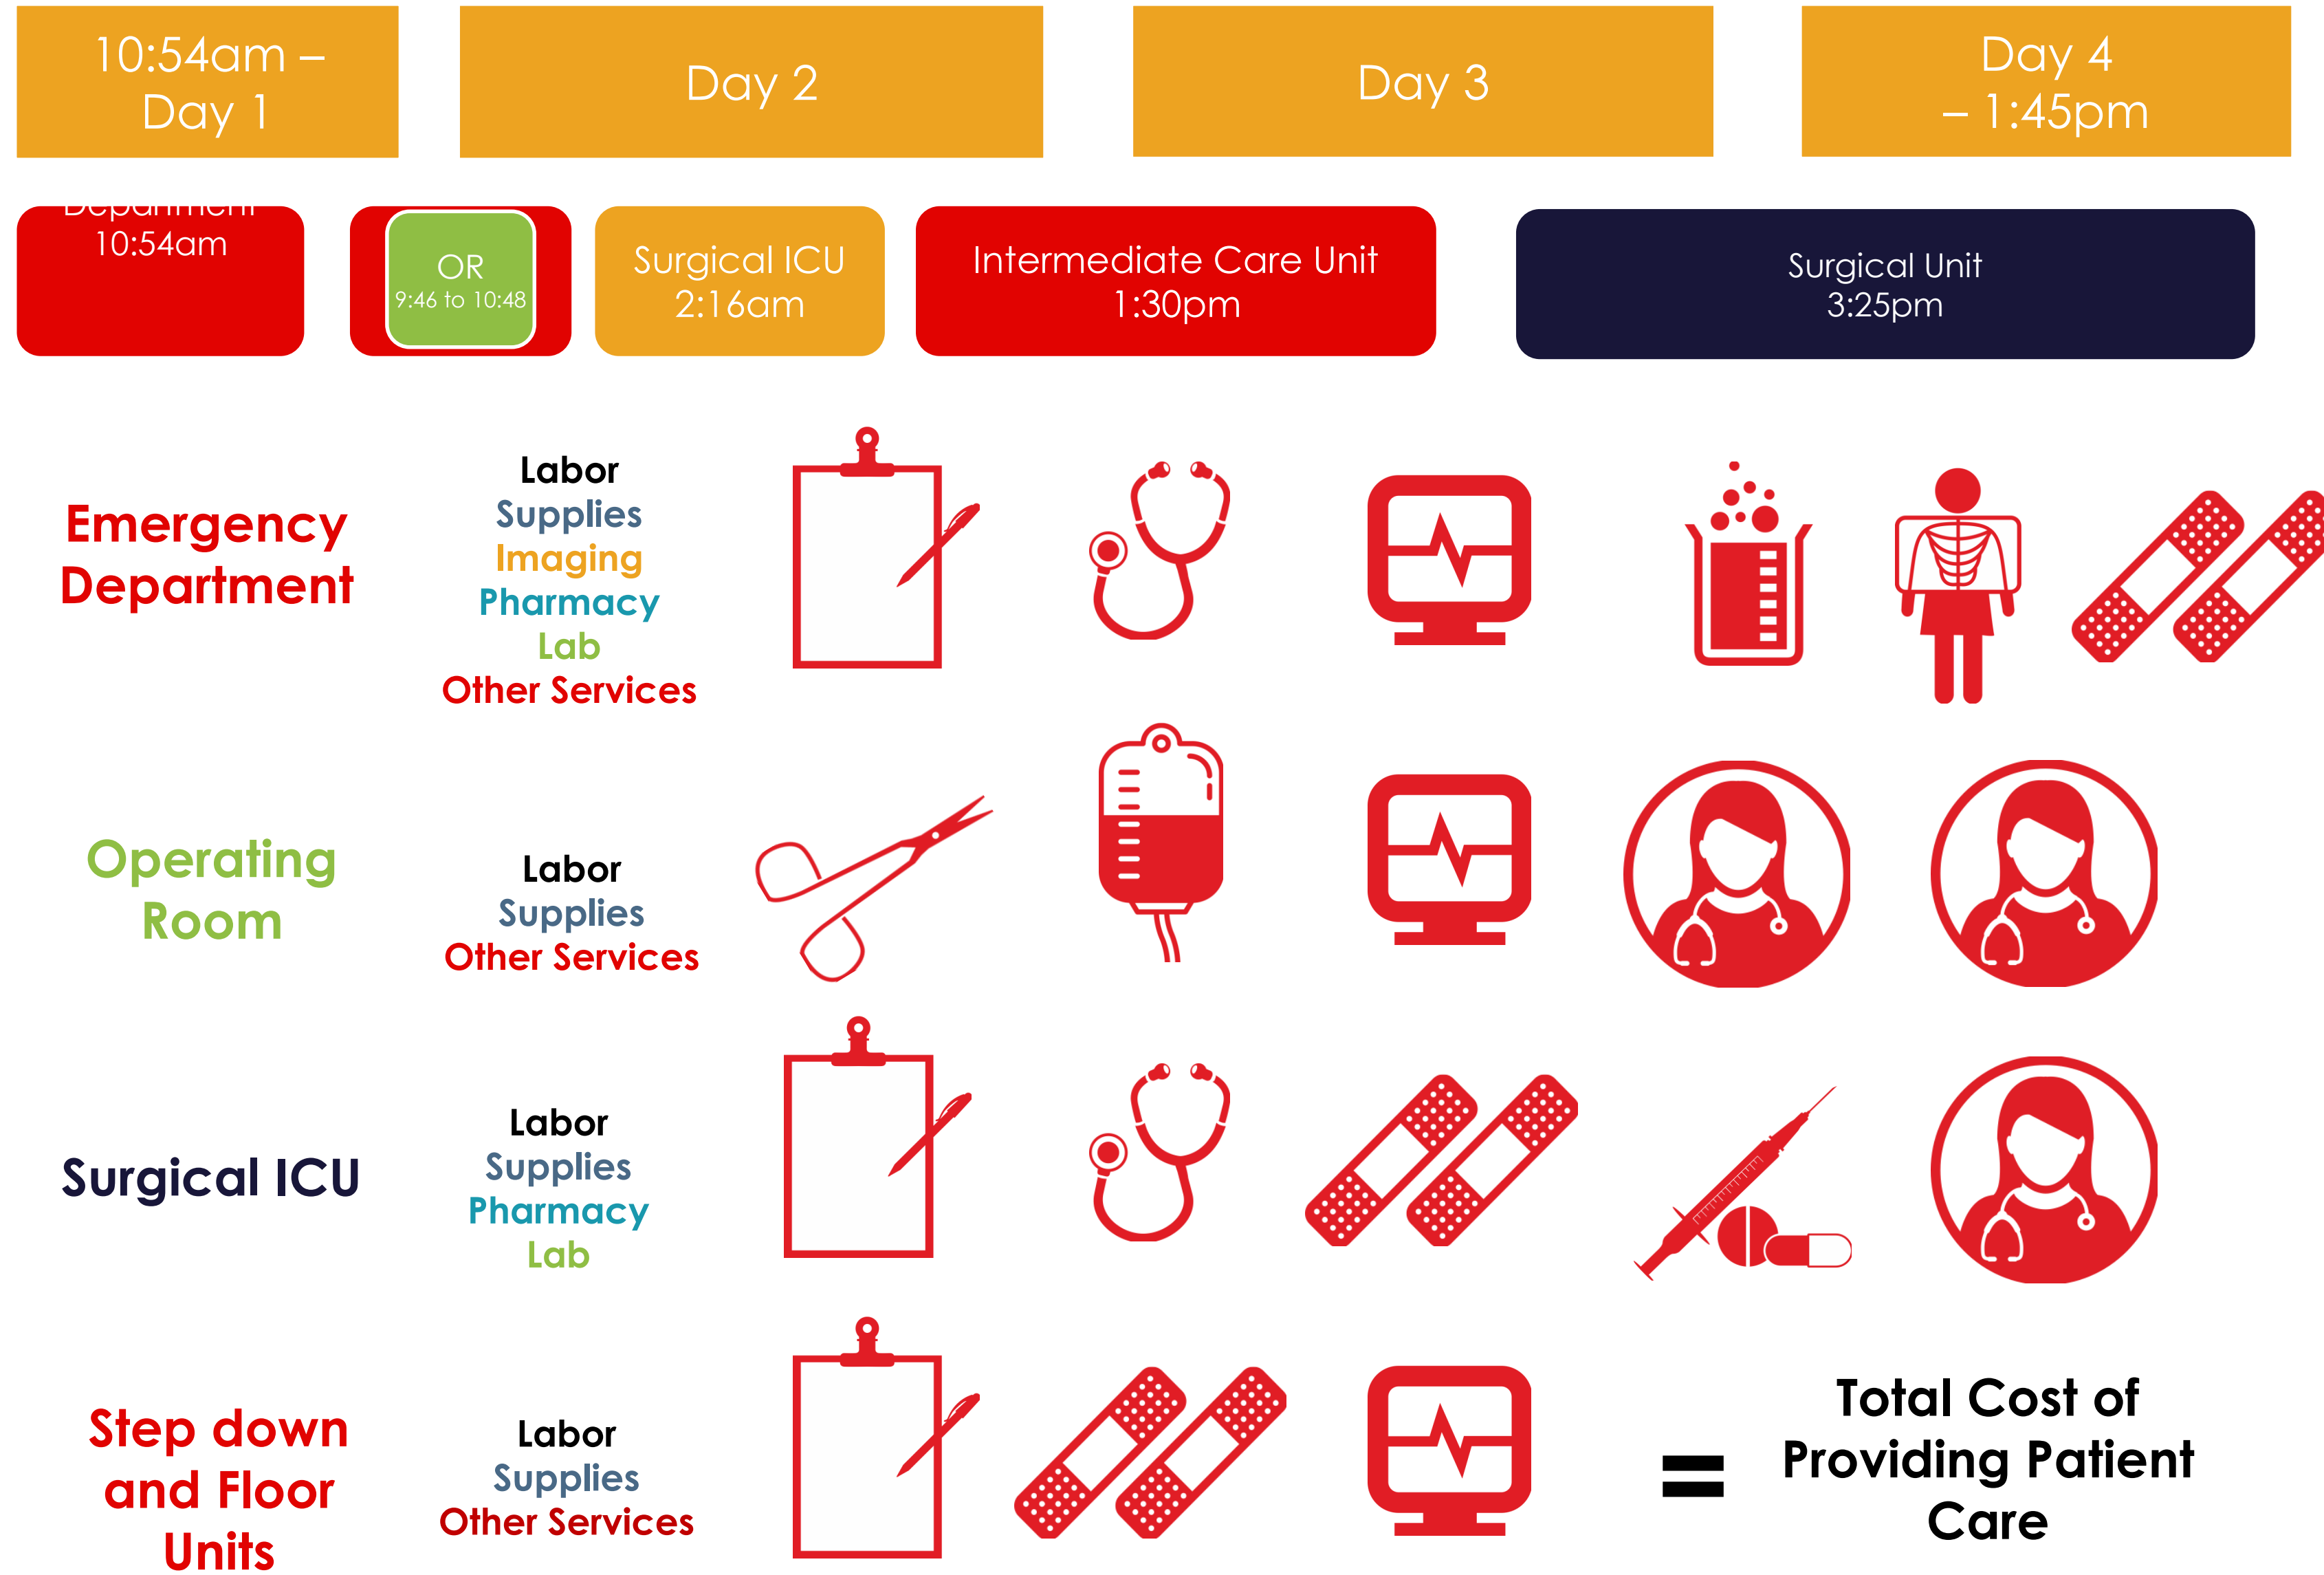 10:54am –
Day 1
Day 2
Day 3
Day 4
– 1:45pm
Department
10:54am
OR
9:46 to 10:48
Surgical ICU
2:16am
Intermediate Care Unit
1:30pm
Surgical Unit
3:25pm
Emergency
Department
Labor
Supplies
Imaging
Pharmacy
Lab
Other Services
Operating
Room
Labor
Supplies
Other Services
Surgical ICU
Labor
Supplies
Pharmacy
Lab
Step down
and Floor
Units
Labor
Supplies
Other Services
=
Total Cost of
Providing Patient
Care